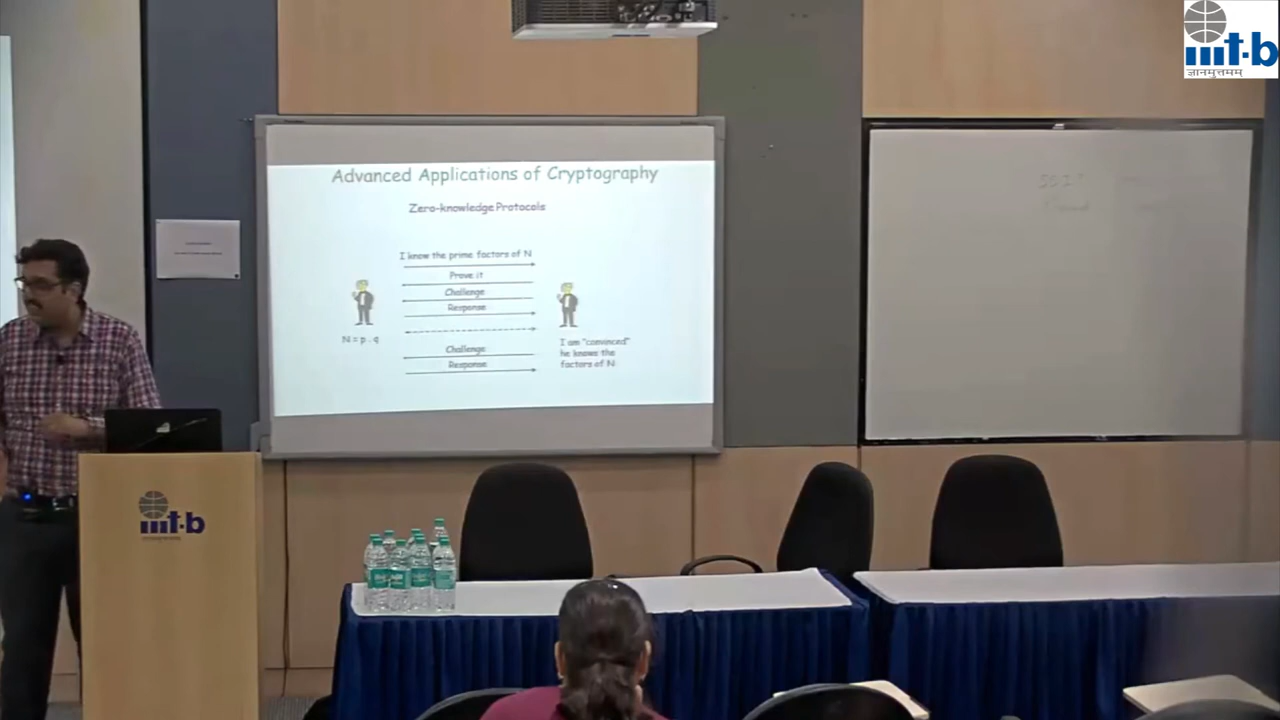 iiit-b
ज्ञानमुत्तमम्
Advanced Applications of Cryptography
Zero-knowledge Protocols
I know the prime factors of N
Prove it
Challenge
Response
N = p . q
Challenge
Response
I am "convinced"
he knows the
factors of N
iiit-b